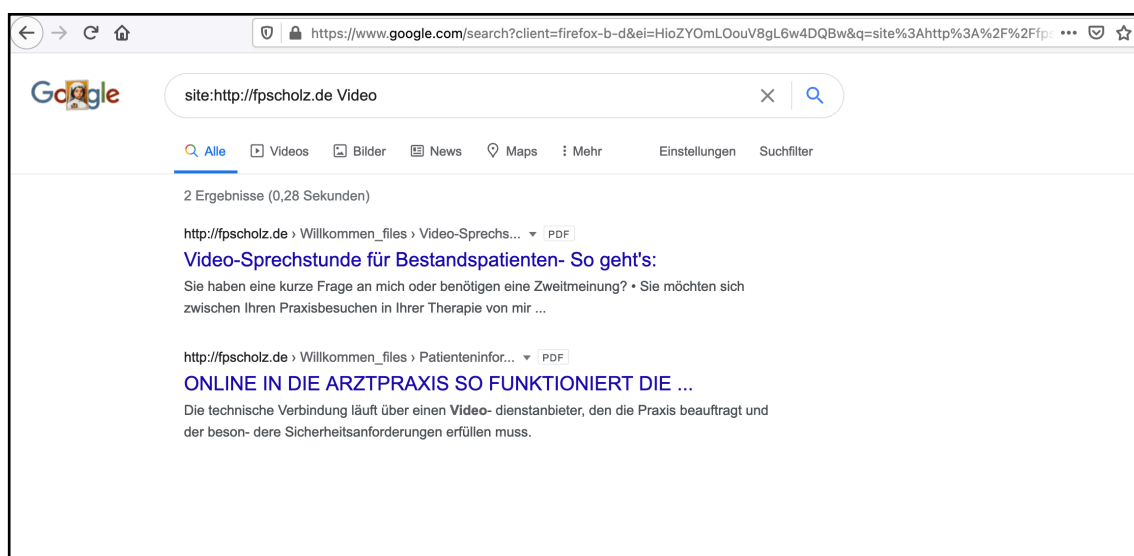 https://www.google.com/search?client=firefox-b-d&ei=HioZYOmLOouV8gL6w4DQBw&q=site%3Ahttp%3A%2F%2Ffps
Google
site:http://fpscholz.de Video
Alle Videos Bilder News Maps Mehr Einstellungen Suchfilter
2 Ergebnisse (0,28 Sekunden)
http://fpscholz.de › Willkommen_files › Video-Sprechs... PDF
Video-Sprechstunde für Bestandspatienten- So geht's:
Sie haben eine kurze Frage an mich oder benötigen eine Zweitmeinung? • Sie möchten sich
zwischen Ihren Praxisbesuchen in Ihrer Therapie von mir ...
http://fpscholz.de › Willkommen_files › Patienteninfor... PDF
ONLINE IN DIE ARZTPRAXIS SO FUNKTIONIERT DIE ...
Die technische Verbindung läuft über einen Video- dienstanbieter, den die Praxis beauftragt und
der beson- dere Sicherheitsanforderungen erfüllen muss.